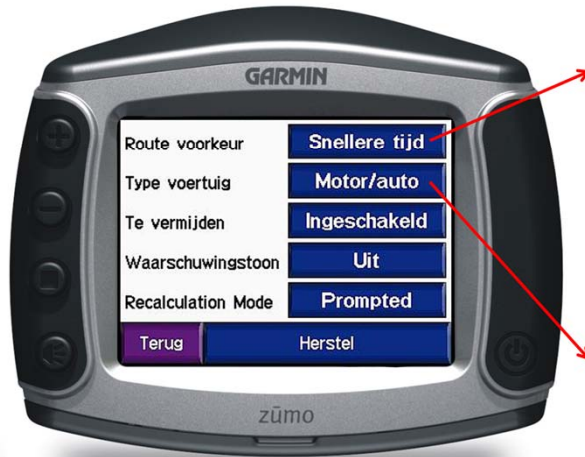 GARMIN
Route voorkeur Snellere tijd
Type voertuig Motor/auto
Te vermijden Ingeschakeld
Waarschuwingstoon Uit
Recalculation Mode Prompted
Terug Herstel
zūmo